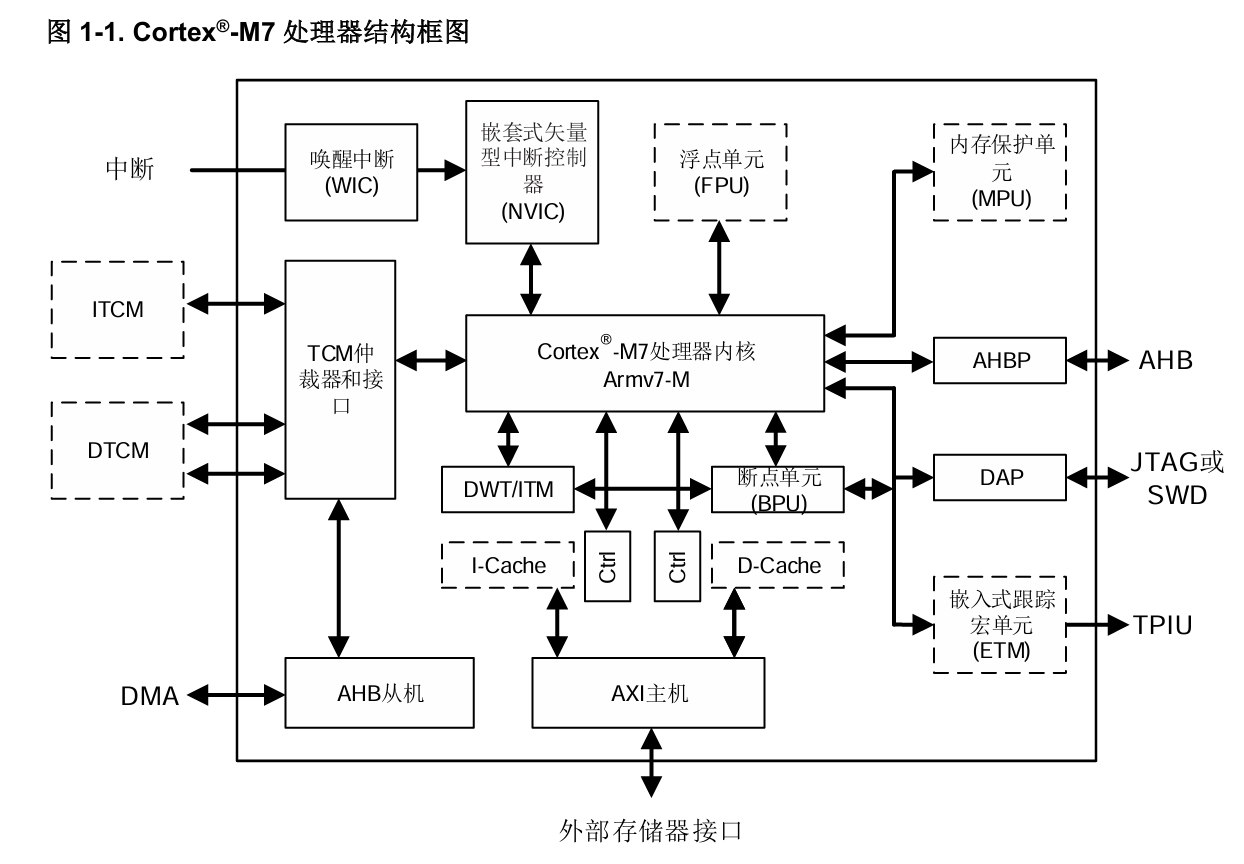 图 1-1. Cortex®-M7 处理器结构框图
中断
唤醒中断
(WIC)
嵌套式矢量
型中断控制
器
(NVIC)
浮点单元
(FPU)
内存保护单
元
(MPU)
ITCM
DTCM
TCM仲
裁器和接
口
Cortex®-M7处理器内核
Armv7-M
AHBP
AHB
DWT/ITM
断点单元
(BPU)
DAP
JTAG或
SWD
I-Cache
Ctrl
Ctrl
D-Cache
嵌入式跟踪
宏单元
(ETM)
TPIU
DMA
AHB从机
AXI主机
外部存储器接口